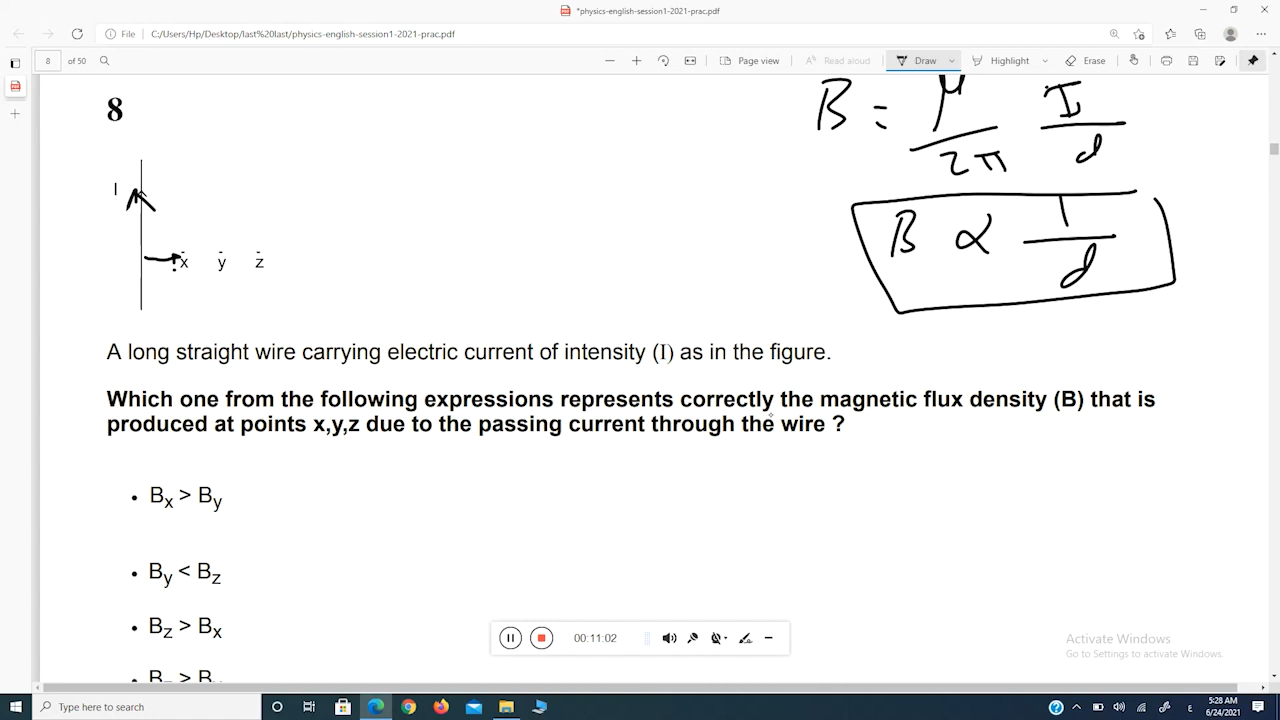 *physics-english-session1-2021-prac.pdf
File
C:/Users/Hp/Desktop/last%20last/physics-english-session1-2021-prac.pdf
8 of 50
Page view
Read aloud
Draw
Highlight
Erase
8
B = μ/2π I/d
B ∝ 1/d
I
x y z
A long straight wire carrying electric current of intensity (I) as in the figure.
Which one from the following expressions represents correctly the magnetic flux density (B) that is
produced at points x,y,z due to the passing current through the wire ?
• Bx > By
• By < Bz
• Bz > Bx
00:11:02
Activate Windows
Go to Settings to activate Windows.
Type here to search
5:28 AM
6/24/2021